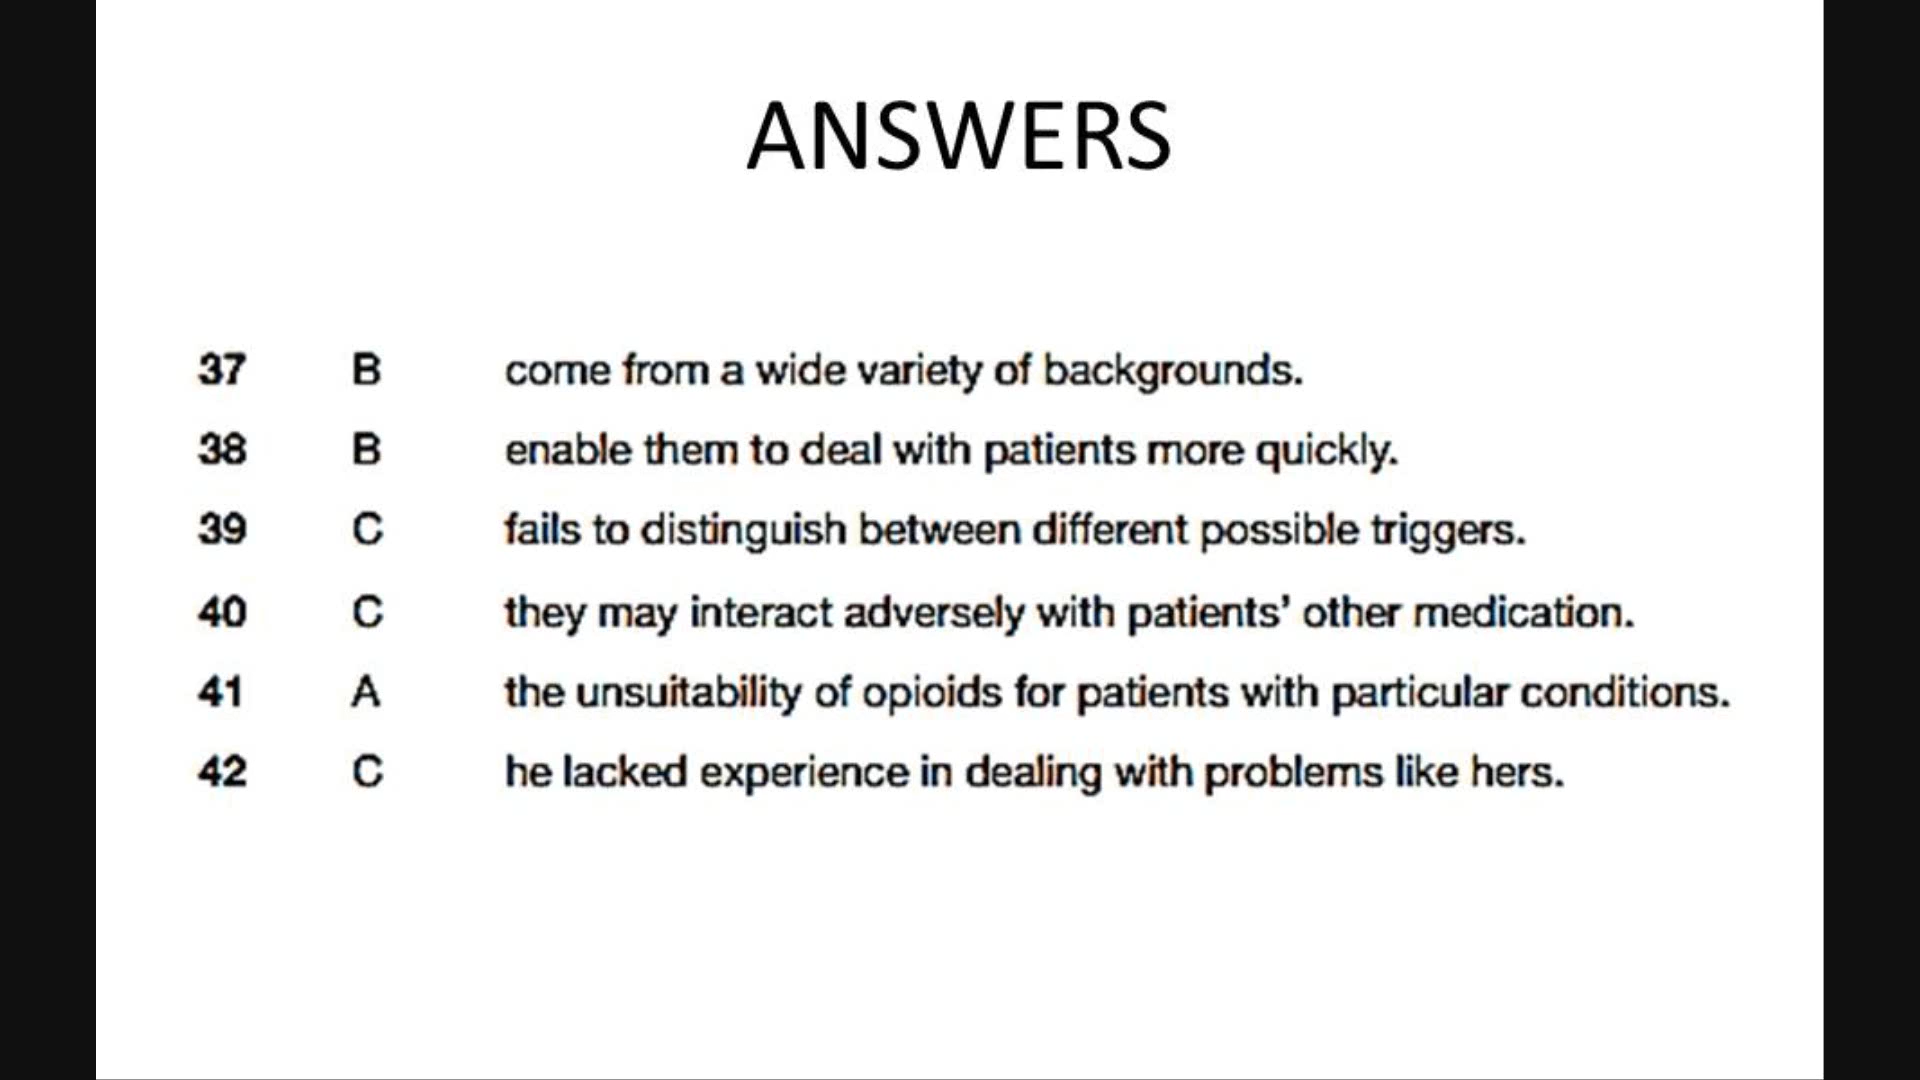 ANSWERS
37 B come from a wide variety of backgrounds.
38 B enable them to deal with patients more quickly.
39 C fails to distinguish between different possible triggers.
40 C they may interact adversely with patients’ other medication.
41 A the unsuitability of opioids for patients with particular conditions.
42 C he lacked experience in dealing with problems like hers.